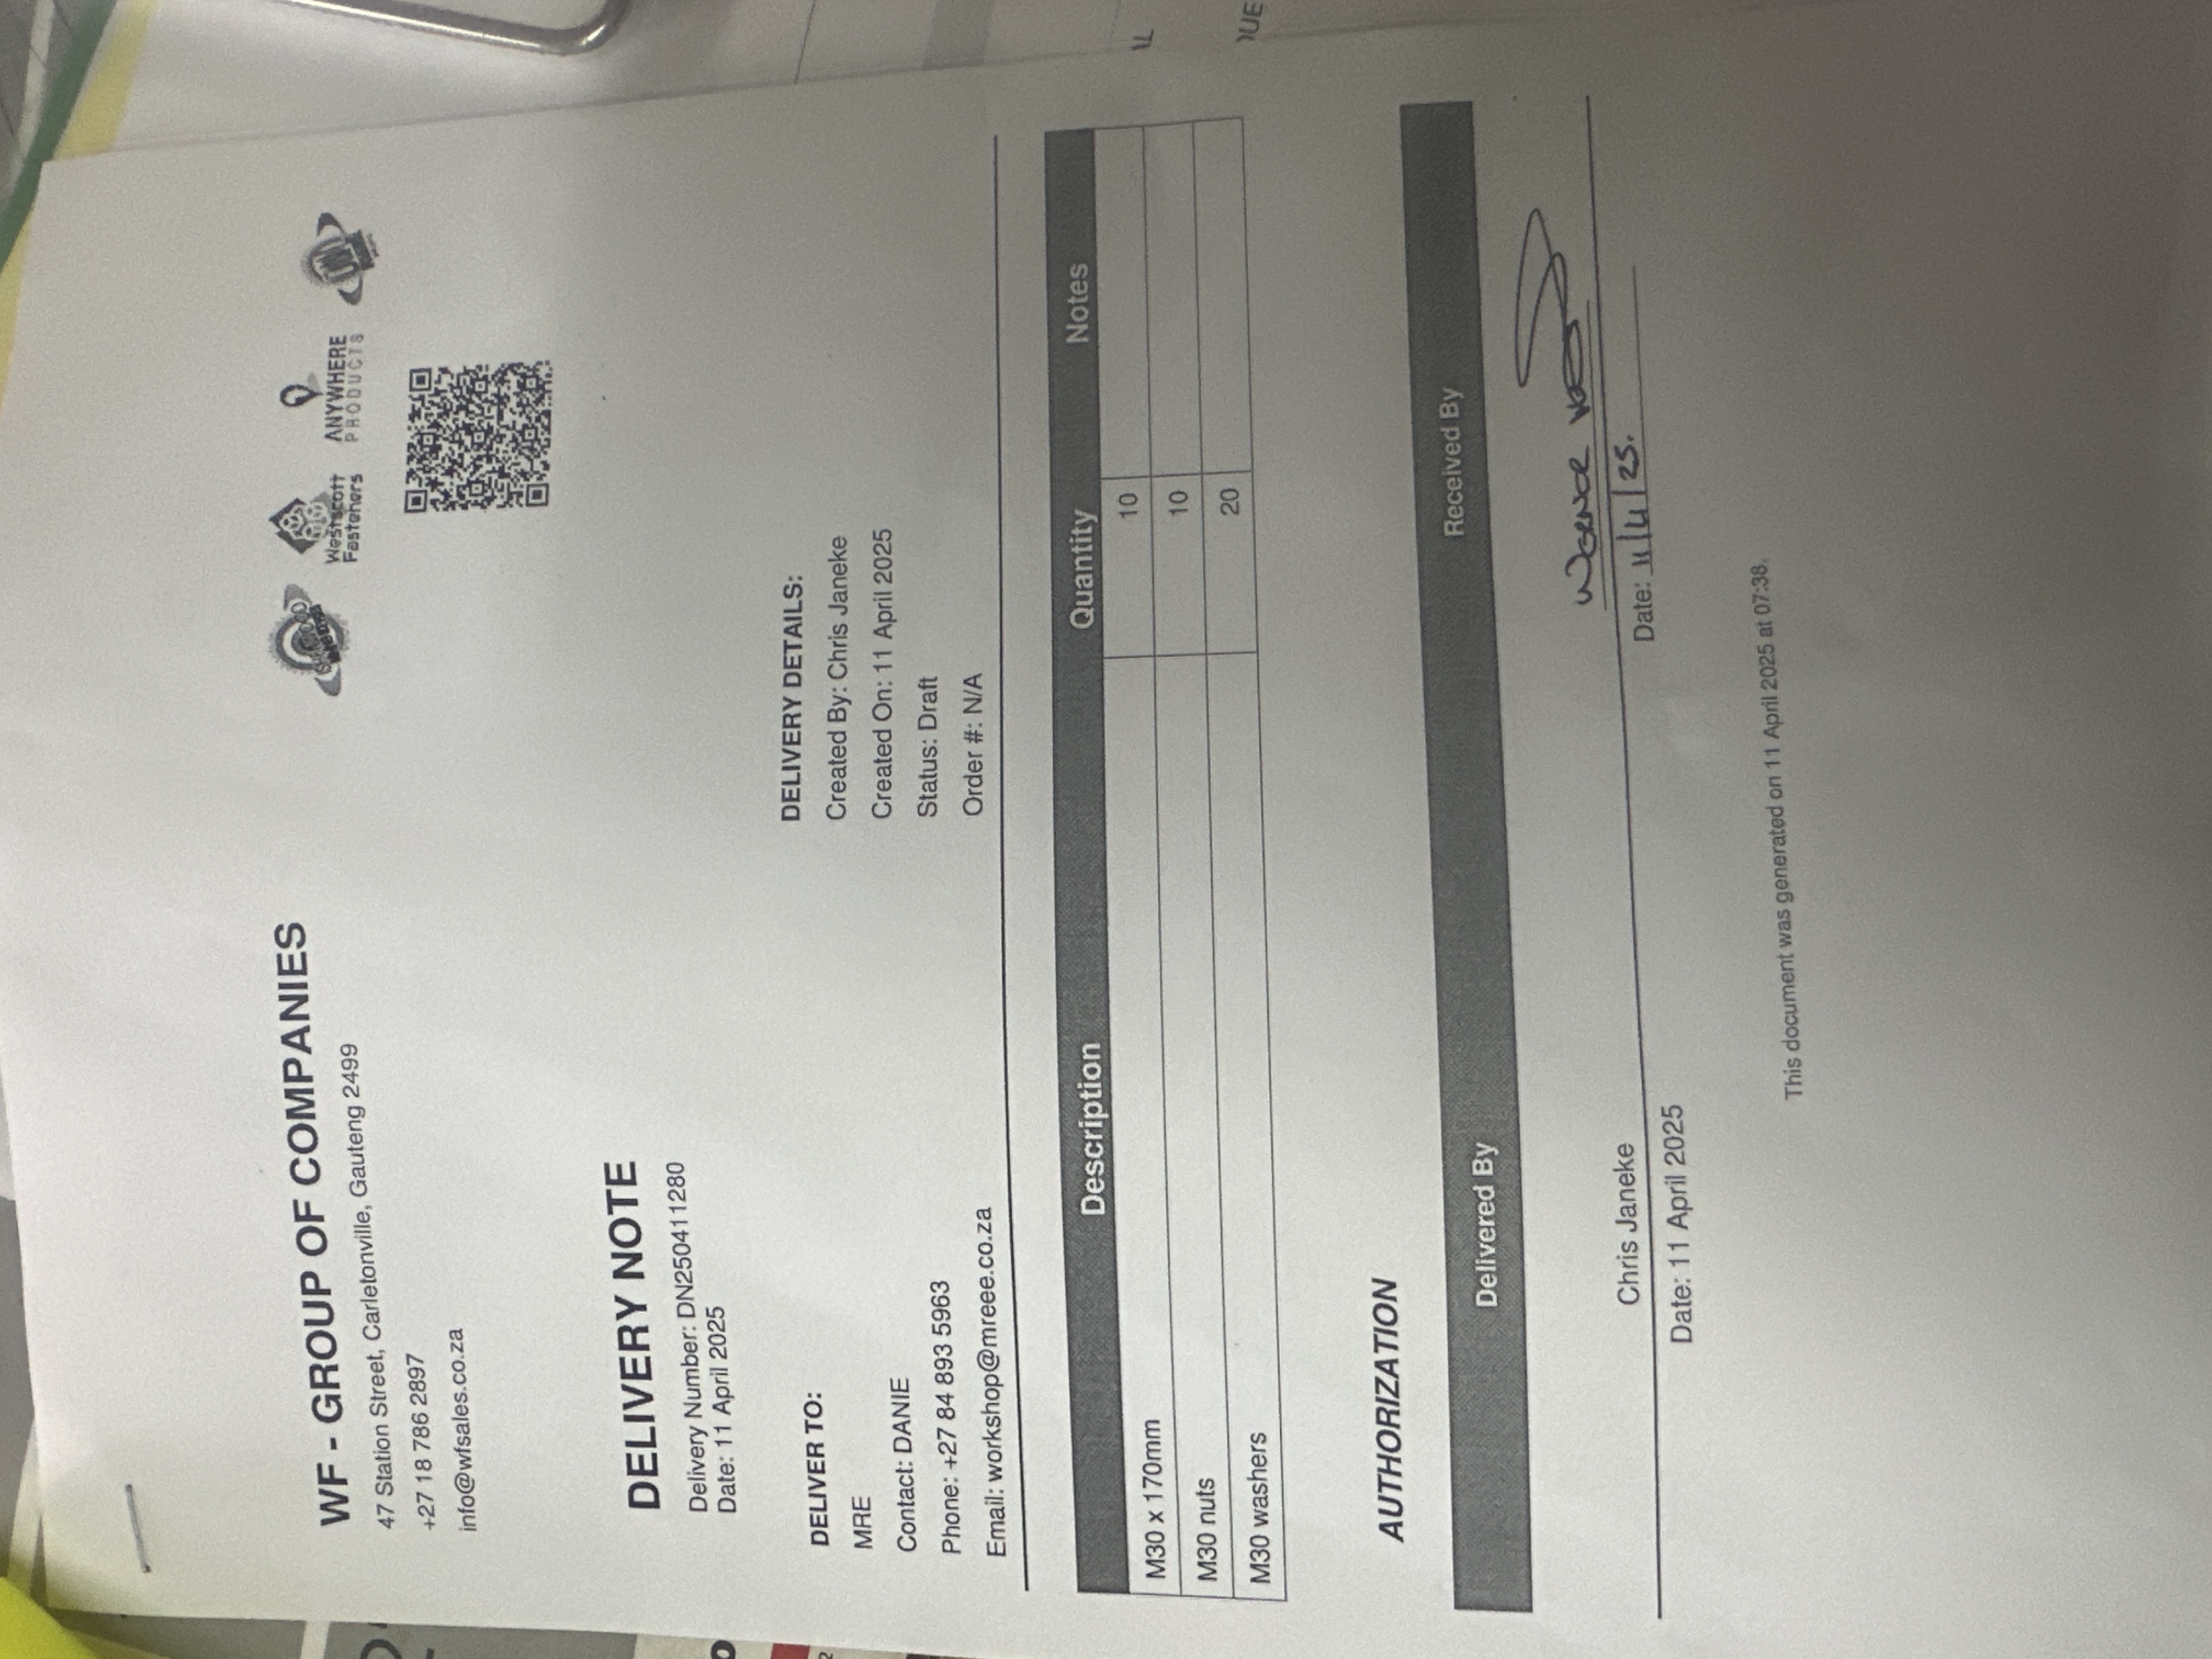 WF - GROUP OF COMPANIES
47 Station Street, Carletonville, Gauteng 2499
+27 18 786 2897
info@wfsales.co.za
Westscott
Fasteners
ANYWHERE
PRODUCTS
DELIVERY NOTE
Delivery Number: DN250411280
Date: 11 April 2025
DELIVER TO:
MRE
Contact: DANIE
Phone: +27 84 893 5963
Email: workshop@mreee.co.za
DELIVERY DETAILS:
Created By: Chris Janeke
Created On: 11 April 2025
Status: Draft
Order #: N/A
Description Quantity Notes
M30 x 170mm 10
M30 nuts 10
M30 washers 20
AUTHORIZATION
Delivered By Received By
Chris Janeke
Date: 11 April 2025
Werner
Date: 11/4/25.
This document was generated on 11 April 2025 at 07:38.